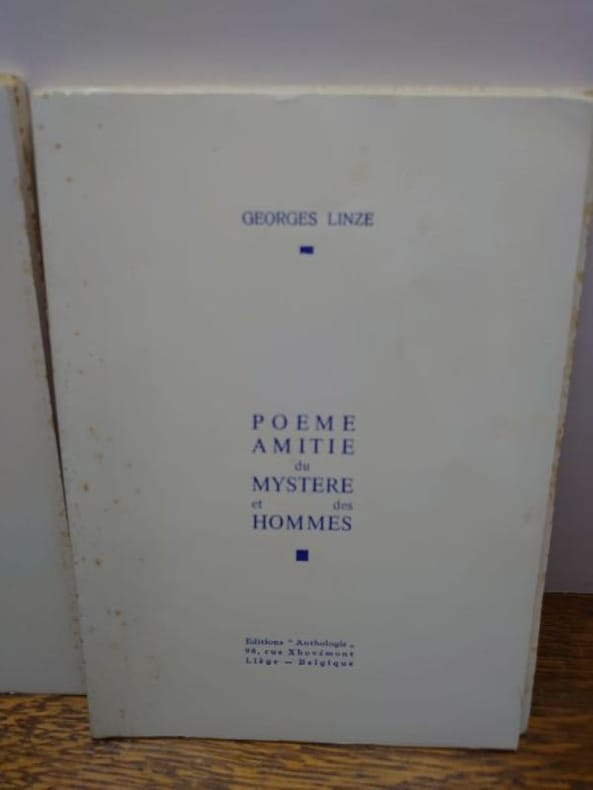 GEORGES LINZE
POEME
AMITIE
du
MYSTERE
et des
HOMMES
Editions " Anthologie „
96, rue Xhovémont
Liège — Belgique